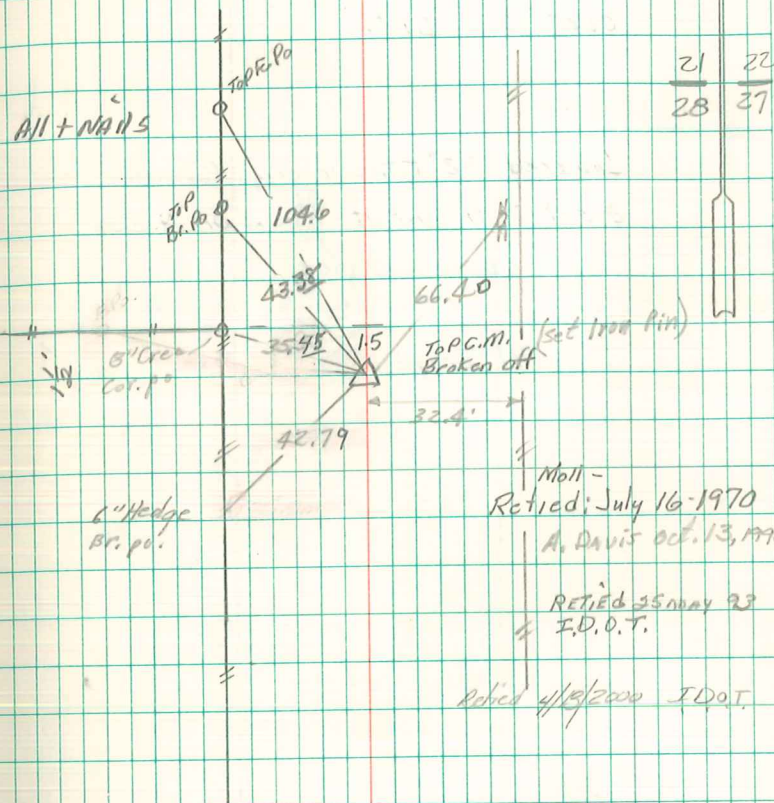 Top Fe. Po
21 22
28 27
All + NAils
Top
Br. Po
104.6
43.38
66.40
8" Creo
Cor. po
35.45
1.5
Top C.M.
Broken off
(set Iron Pin)
32.4'
42.79
6" Hedge
Br. po.
Moll -
Retied: July 16-1970
A. Davis Oct. 13,
RETiEd 25 MAY 93
I.D.O.T.
Retied 4/13/2000 I.D.O.T.